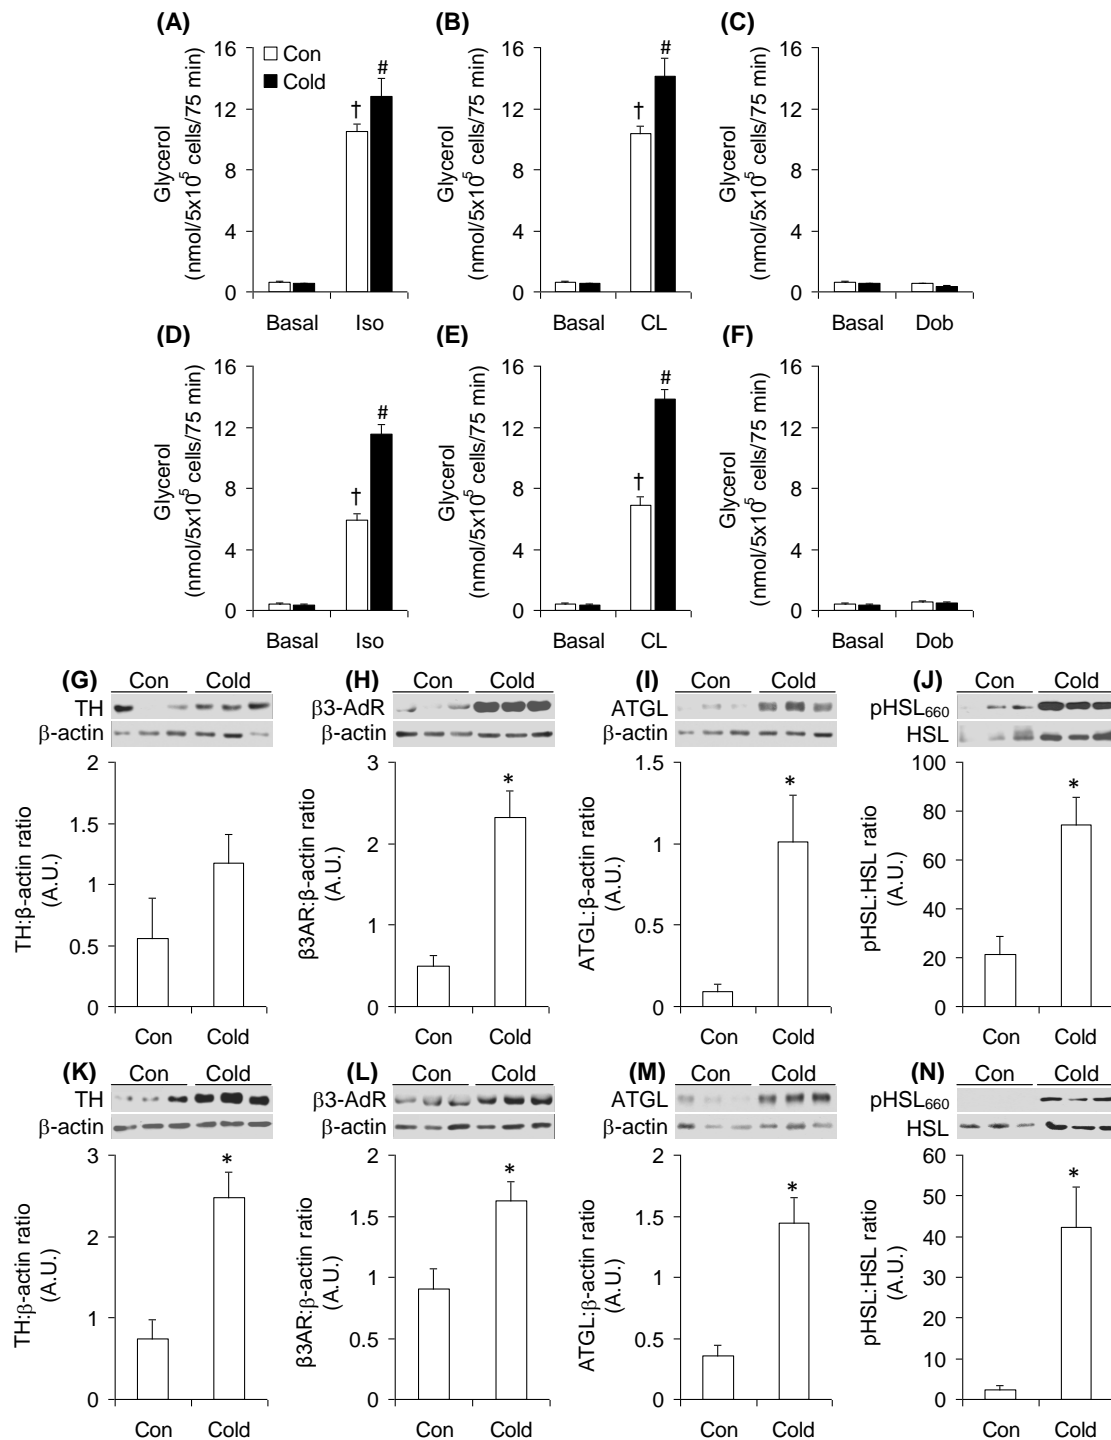 (A)
Glycerol
(nmol/5x10⁵ cells/75 min)
16
12
8
4
0
Con
Cold
†
#
Basal Iso
(B)
Glycerol
(nmol/5x10⁵ cells/75 min)
16
12
8
4
0
†
#
Basal CL
(C)
Glycerol
(nmol/5x10⁵ cells/75 min)
16
12
8
4
0
Basal Dob
(D)
Glycerol
(nmol/5x10⁵ cells/75 min)
16
12
8
4
0
†
#
Basal Iso
(E)
Glycerol
(nmol/5x10⁵ cells/75 min)
16
12
8
4
0
†
#
Basal CL
(F)
Glycerol
(nmol/5x10⁵ cells/75 min)
16
12
8
4
0
Basal Dob
(G)
Con Cold
TH
β-actin
TH:β-actin ratio
(A.U.)
2
1.5
1
0.5
0
Con Cold
(H)
Con Cold
β3-AdR
β-actin
β3AR:β-actin ratio
(A.U.)
3
2
1
0
*
Con Cold
(I)
Con Cold
ATGL
β-actin
ATGL:β-actin ratio
(A.U.)
1.5
1
0.5
0
*
Con Cold
(J)
Con Cold
pHSL₆₆₀
HSL
pHSL:HSL ratio
(A.U.)
100
80
60
40
20
0
*
Con Cold
(K)
Con Cold
TH
β-actin
TH:β-actin ratio
(A.U.)
3
2
1
0
*
Con Cold
(L)
Con Cold
β3-AdR
β-actin
β3AR:β-actin ratio
(A.U.)
2
1.5
1
0.5
0
*
Con Cold
(M)
Con Cold
ATGL
β-actin
ATGL:β-actin ratio
(A.U.)
2
1.5
1
0.5
0
*
Con Cold
(N)
Con Cold
pHSL₆₆₀
HSL
pHSL:HSL ratio
(A.U.)
60
50
40
30
20
10
0
*
Con Cold